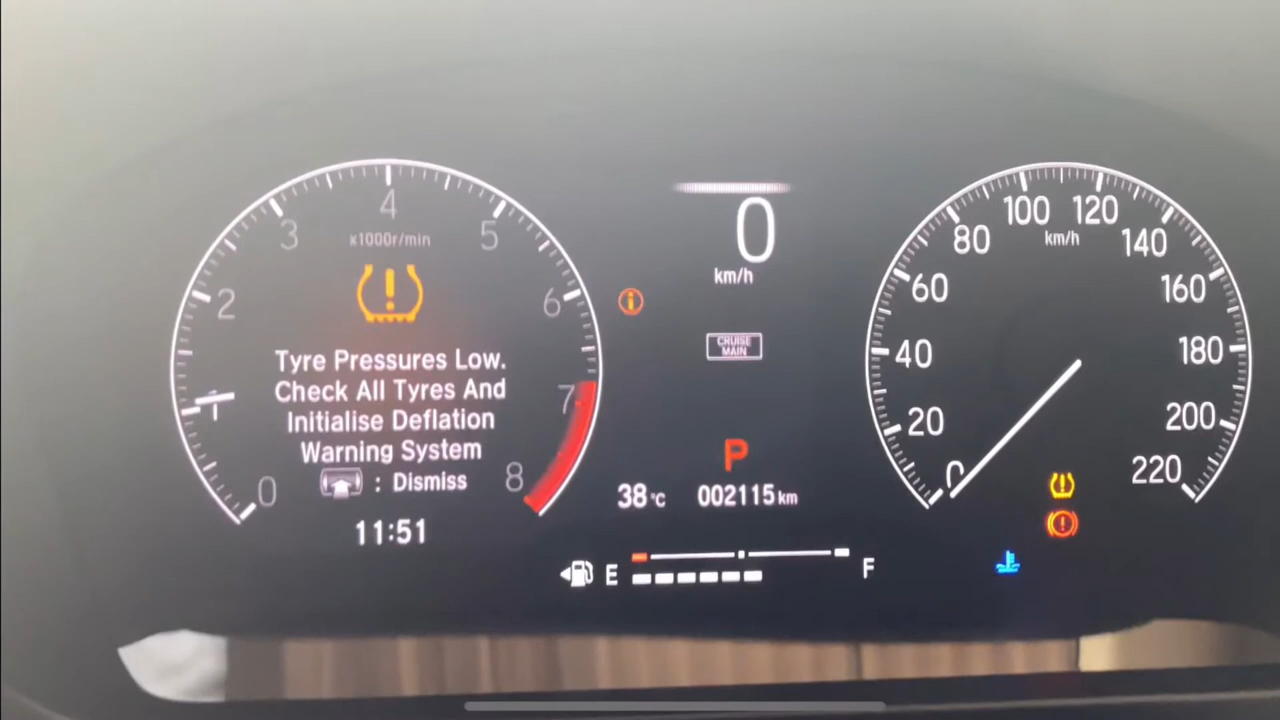 4
3
5
x1000r/min
2
6
1
7
0
8
Tyre Pressures Low.
Check All Tyres And
Initialise Deflation
Warning System
: Dismiss
11:51
0
km/h
CRUISE
MAIN
P
38°C
002115 km
E
F
100 120
80
km/h
140
60
160
40
180
20
200
0
220